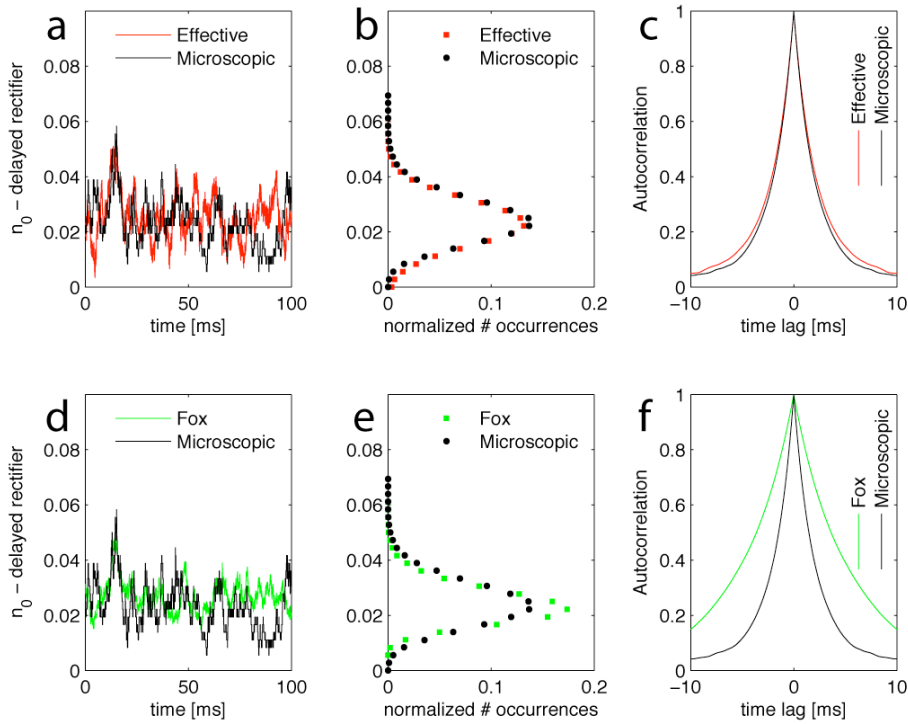 a
Effective
Microscopic
n0 – delayed rectifier
0.08
0.06
0.04
0.02
0
0 50 100
time [ms]
b
Effective
Microscopic
0.08
0.06
0.04
0.02
0
0 0.1 0.2
normalized # occurrences
c
Effective
Microscopic
Autocorrelation
1
0.8
0.6
0.4
0.2
0
−10 0 10
time lag [ms]
d
Fox
Microscopic
n0 – delayed rectifier
0.08
0.06
0.04
0.02
0
0 50 100
time [ms]
e
Fox
Microscopic
0.08
0.06
0.04
0.02
0
0 0.1 0.2
normalized # occurrences
f
Fox
Microscopic
Autocorrelation
1
0.8
0.6
0.4
0.2
0
−10 0 10
time lag [ms]